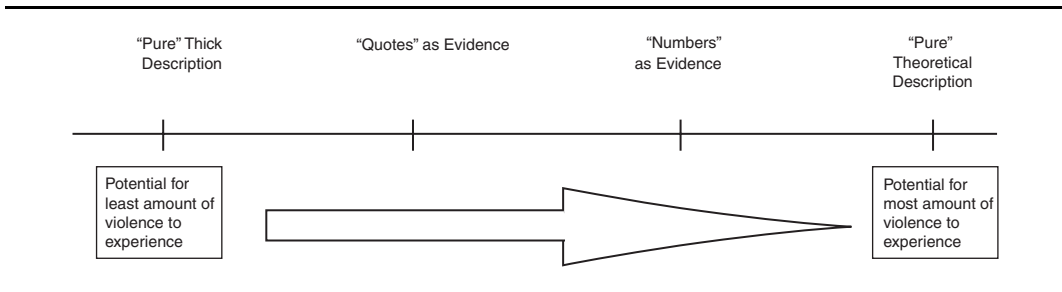 “Pure” Thick
Description
“Quotes” as Evidence
“Numbers”
as Evidence
“Pure”
Theoretical
Description
Potential for
least amount of
violence to
experience
Potential for
most amount of
violence to
experience